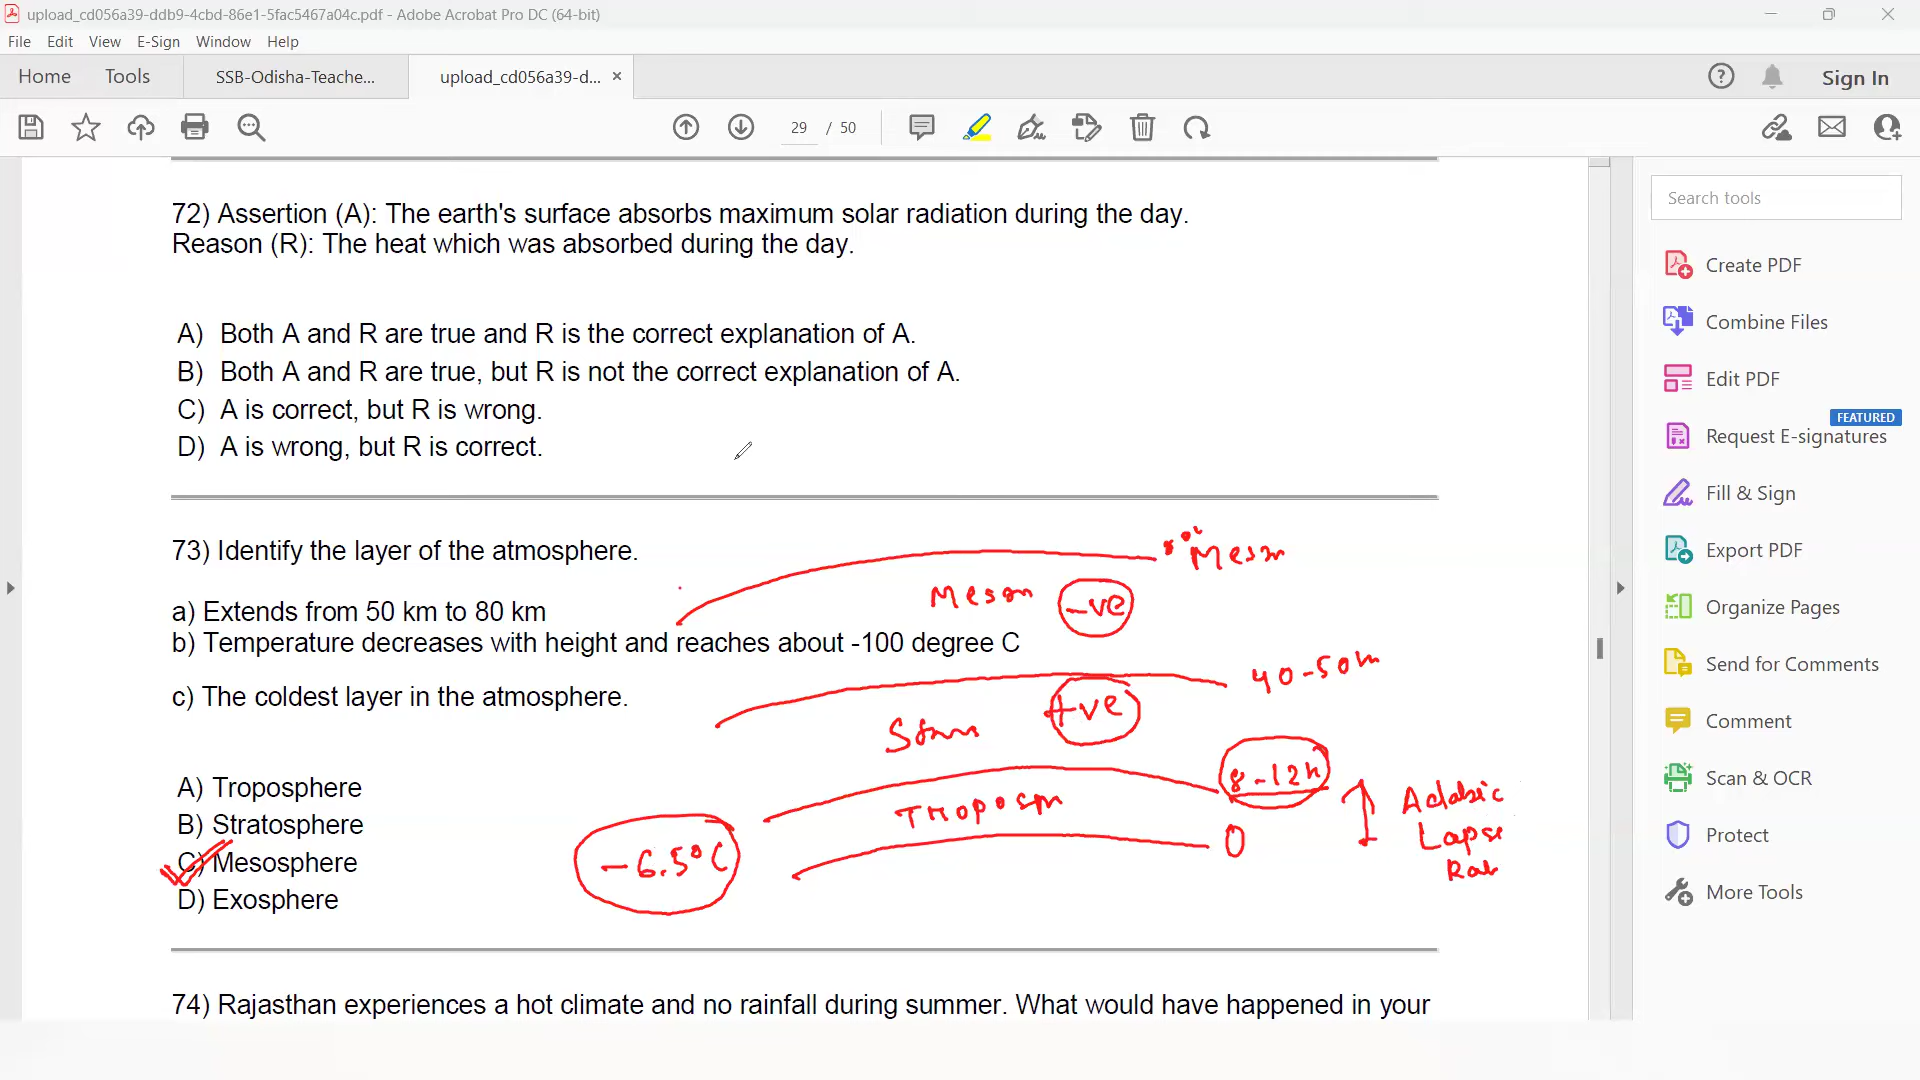 upload_cd056a39-ddb9-4cbd-86e1-5fac5467a04c.pdf - Adobe Acrobat Pro DC (64-bit)
File Edit View E-Sign Window Help
Home Tools SSB-Odisha-Teache... upload_cd056a39-d... × Sign In
29 / 50
72) Assertion (A): The earth's surface absorbs maximum solar radiation during the day.
Reason (R): The heat which was absorbed during the day.
A) Both A and R are true and R is the correct explanation of A.
B) Both A and R are true, but R is not the correct explanation of A.
C) A is correct, but R is wrong.
D) A is wrong, but R is correct.
73) Identify the layer of the atmosphere.
a) Extends from 50 km to 80 km
b) Temperature decreases with height and reaches about -100 degree C
c) The coldest layer in the atmosphere.
A) Troposphere
B) Stratosphere
C) Mesosphere
D) Exosphere
-ve
40-50
+ve
8-12
0
-6.5°C
Lapse
74) Rajasthan experiences a hot climate and no rainfall during summer. What would have happened in your
Search tools
Create PDF
Combine Files
Edit PDF
FEATURED
Request E-signatures
Fill & Sign
Export PDF
Organize Pages
Send for Comments
Comment
Scan & OCR
Protect
More Tools